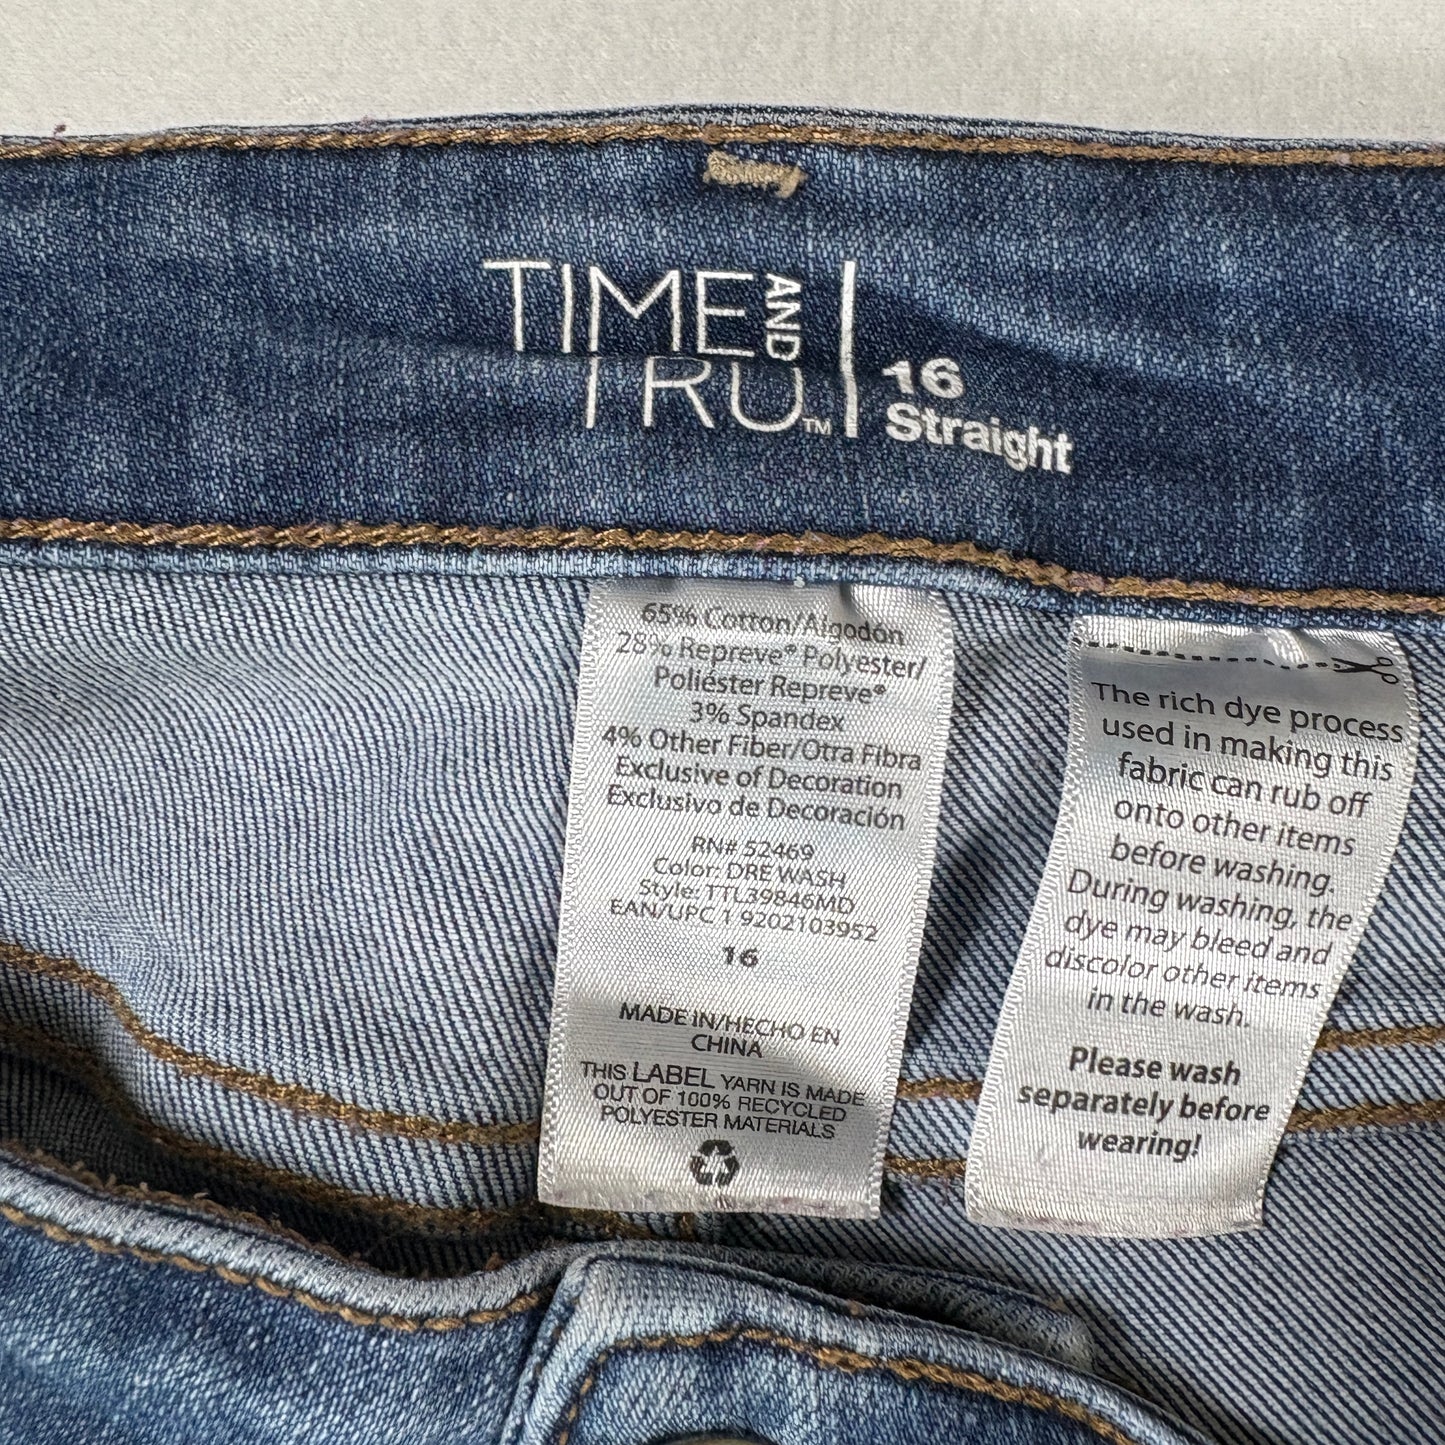 TIME AND
TRU™
16
Straight
65% Cotton/Algodón
28% Repreve® Polyester/
Poliéster Repreve®
3% Spandex
4% Other Fiber/Otra Fibra
Exclusive of Decoration
Exclusivo de Decoración
RN# 52469
Color: DRE WASH
Style: TTL39846MD
EAN/UPC 1 9202103952
16
MADE IN/HECHO EN
CHINA
THIS LABEL YARN IS MADE
OUT OF 100% RECYCLED
POLYESTER MATERIALS
The rich dye process
used in making this
fabric can rub off
onto other items
before washing.
During washing, the
dye may bleed and
discolor other items
in the wash.
Please wash
separately before
wearing!